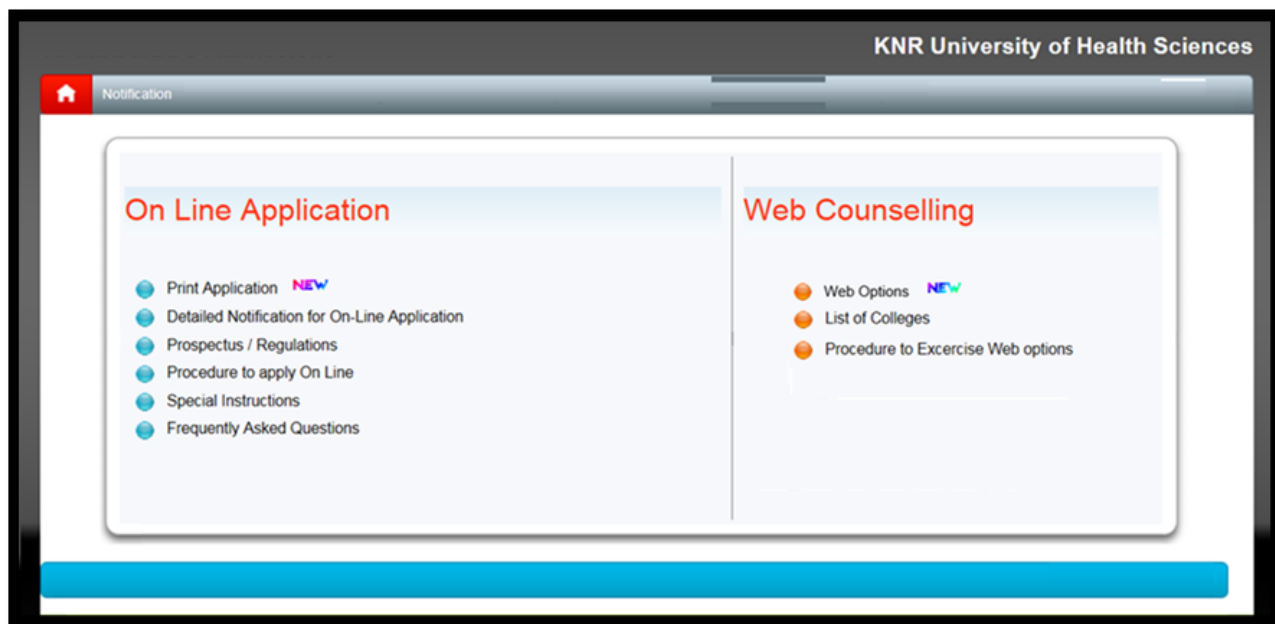 KNR University of Health Sciences
Notification
On Line Application
Print Application NEW
Detailed Notification for On-Line Application
Prospectus / Regulations
Procedure to apply On Line
Special Instructions
Frequently Asked Questions
Web Counselling
Web Options NEW
List of Colleges
Procedure to Excercise Web options